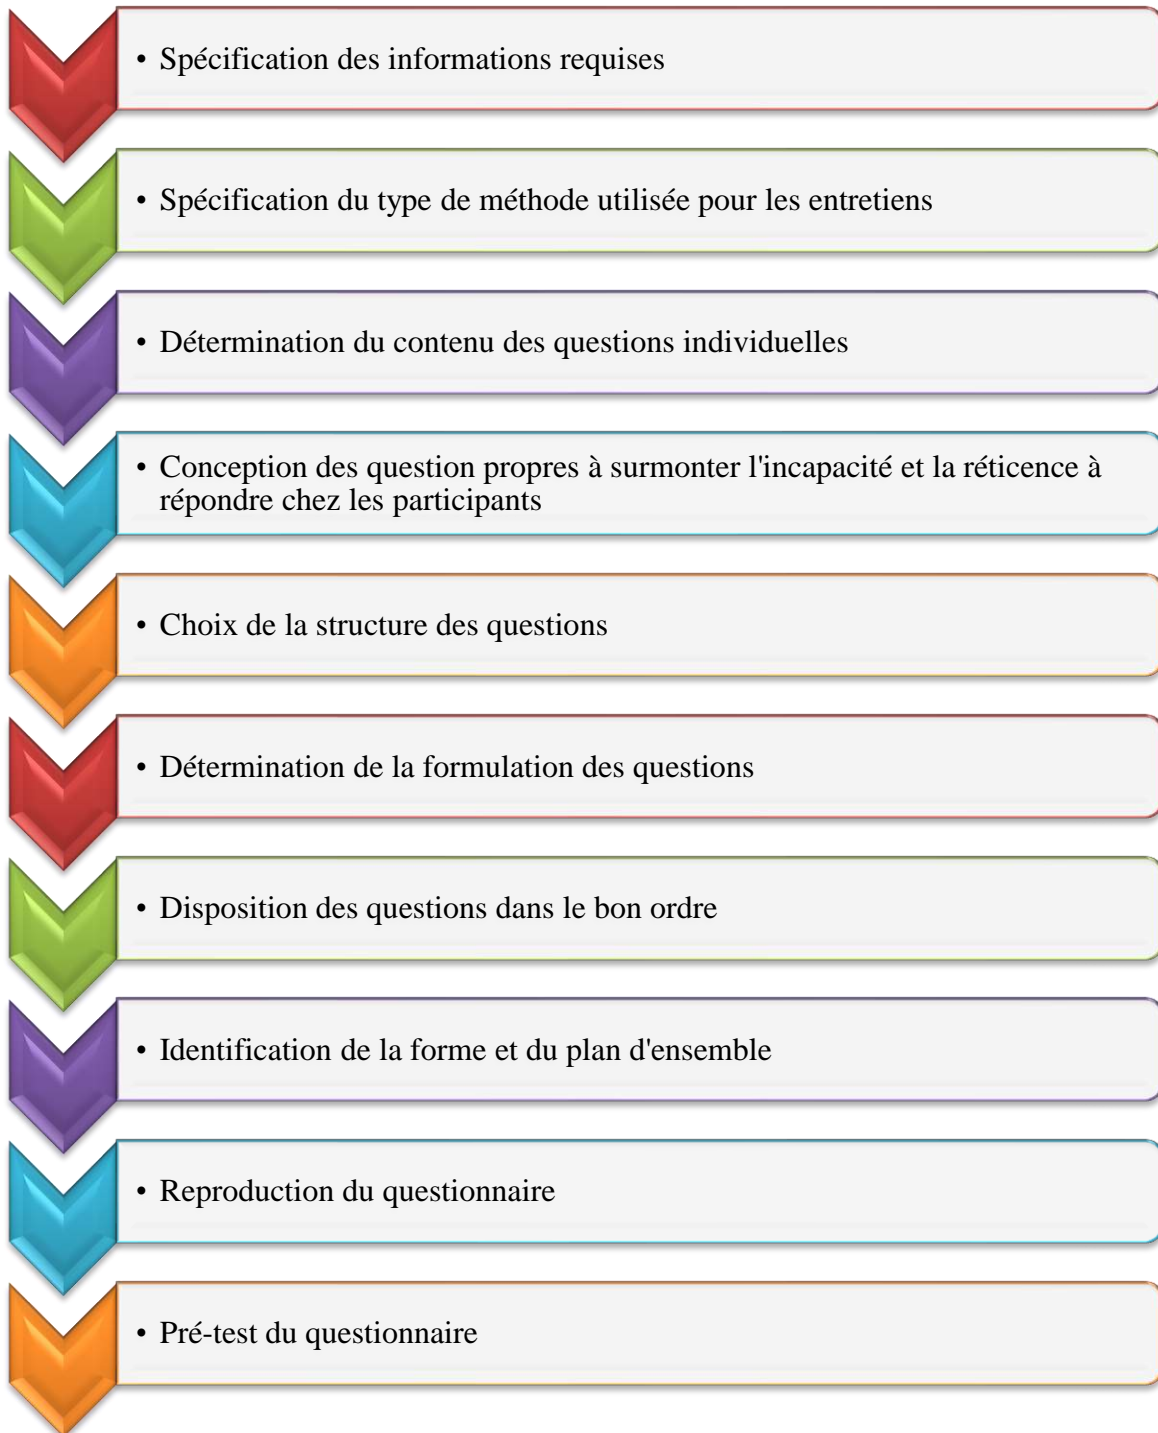 • Spécification des informations requises
• Spécification du type de méthode utilisée pour les entretiens
• Détermination du contenu des questions individuelles
• Conception des question propres à surmonter l'incapacité et la réticence à
répondre chez les participants
• Choix de la structure des questions
• Détermination de la formulation des questions
• Disposition des questions dans le bon ordre
• Identification de la forme et du plan d'ensemble
• Reproduction du questionnaire
• Pré-test du questionnaire